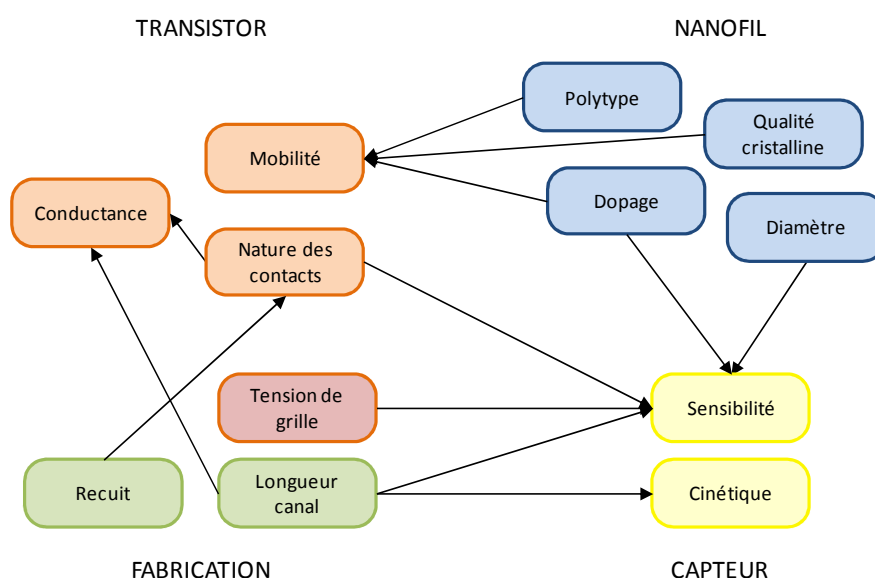 TRANSISTOR
NANOFIL
Polytype
Qualité
cristalline
Mobilité
Conductance
Dopage
Diamètre
Nature des
contacts
Tension de
grille
Sensibilité
Recuit
Longueur
canal
Cinétique
FABRICATION
CAPTEUR